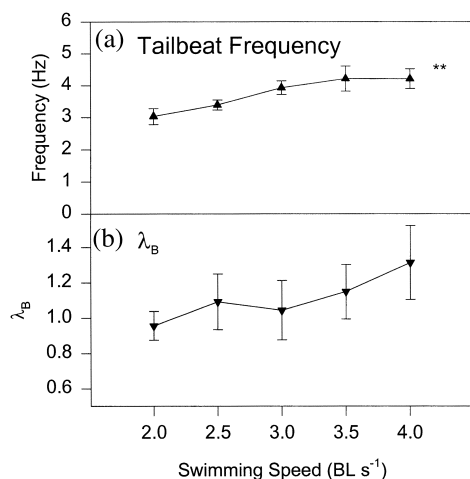 6
(a) Tailbeat Frequency
5
**
4
3
2
1
0
Frequency (Hz)
(b) λB
1.4
1.2
1.0
0.8
0.6
λB
2.0 2.5 3.0 3.5 4.0
Swimming Speed (BL s⁻¹)